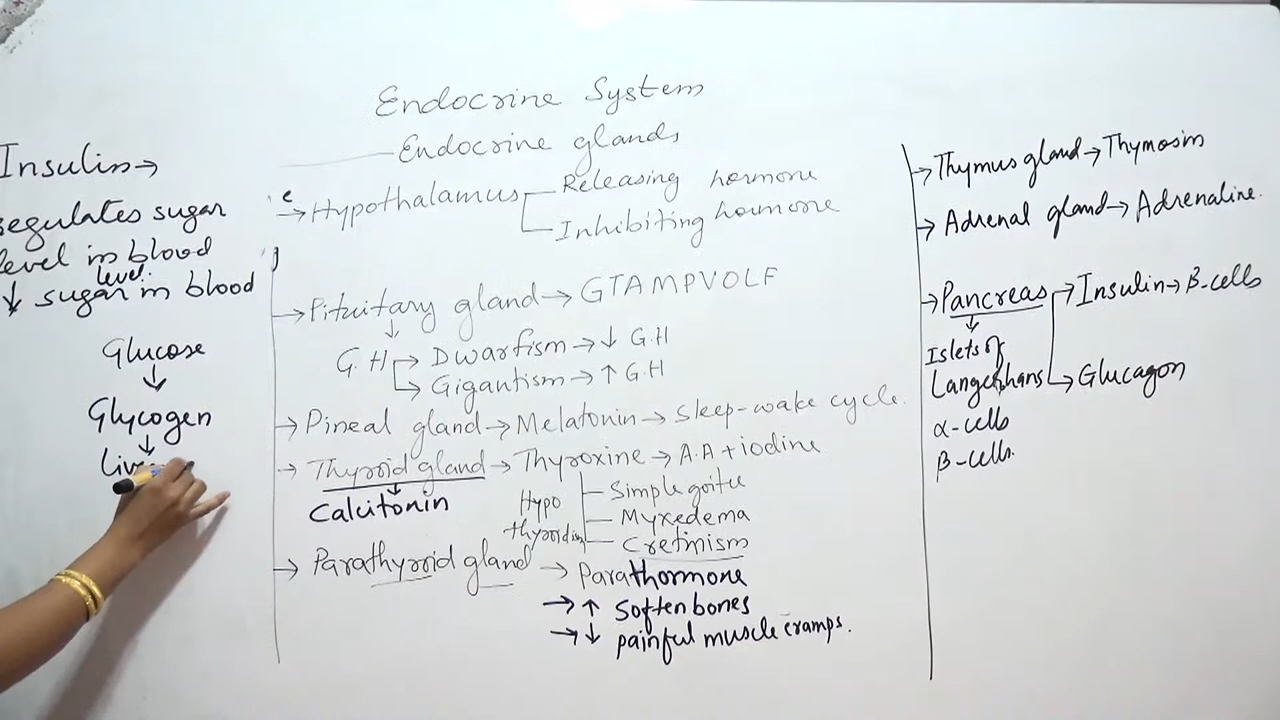 Endocrine System
Endocrine glands
Insulin→
regulates sugar
level in blood
level.
↓ sugar in blood
Glucose
↓
Glycogen
↓
Liv
→Hypothalamus
Releasing hormone
Inhibiting hormone
→Pituitary gland→GTAMPVOLF
↓
G.H → Dwarfism→↓ G.H
→ Gigantism→↑ G.H
→Pineal gland→Melatonin→Sleep-wake cycle.
→Thyroid gland→Thyroxine→A.A+iodine
↓
Calcitonin
Hypo
thyroidism
Simple goitre
Myxedema
Cretinism
→Parathyroid gland→Parathormone
→↑ Soften bones
→↓ painful muscle cramps.
→Thymus gland→Thymosin
→Adrenal gland→Adrenaline.
→Pancreas→Insulin→β-cells
↓
Islets of
Langerhans→Glucagon
α-cells
β-cells.